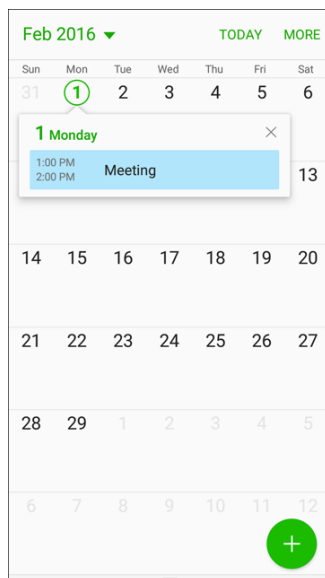 Feb 2016 TODAY MORE
Sun Mon Tue Wed Thu Fri Sat
31 1 2 3 4 5 6
1 Monday
1:00 PM
2:00 PM
Meeting
13
14 15 16 17 18 19 20
21 22 23 24 25 26 27
28 29 1 2 3 4 5
6 7 8 9 10 11 12